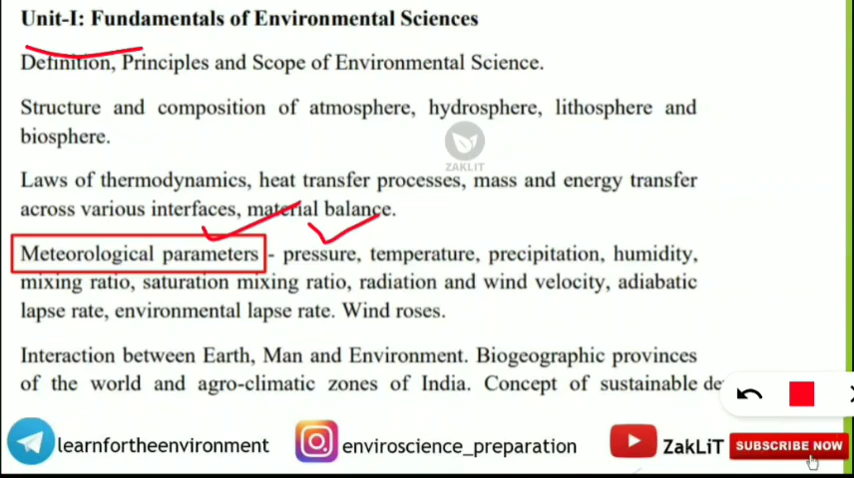 Unit-I: Fundamentals of Environmental Sciences
Definition, Principles and Scope of Environmental Science.
Structure and composition of atmosphere, hydrosphere, lithosphere and
biosphere.
ZAKLIT
Laws of thermodynamics, heat transfer processes, mass and energy transfer
across various interfaces, material balance.
Meteorological parameters - pressure, temperature, precipitation, humidity,
mixing ratio, saturation mixing ratio, radiation and wind velocity, adiabatic
lapse rate, environmental lapse rate. Wind roses.
Interaction between Earth, Man and Environment. Biogeographic provinces
of the world and agro-climatic zones of India. Concept of sustainable
learnfortheenvironment enviroscience_preparation ZakLiT SUBSCRIBE NOW